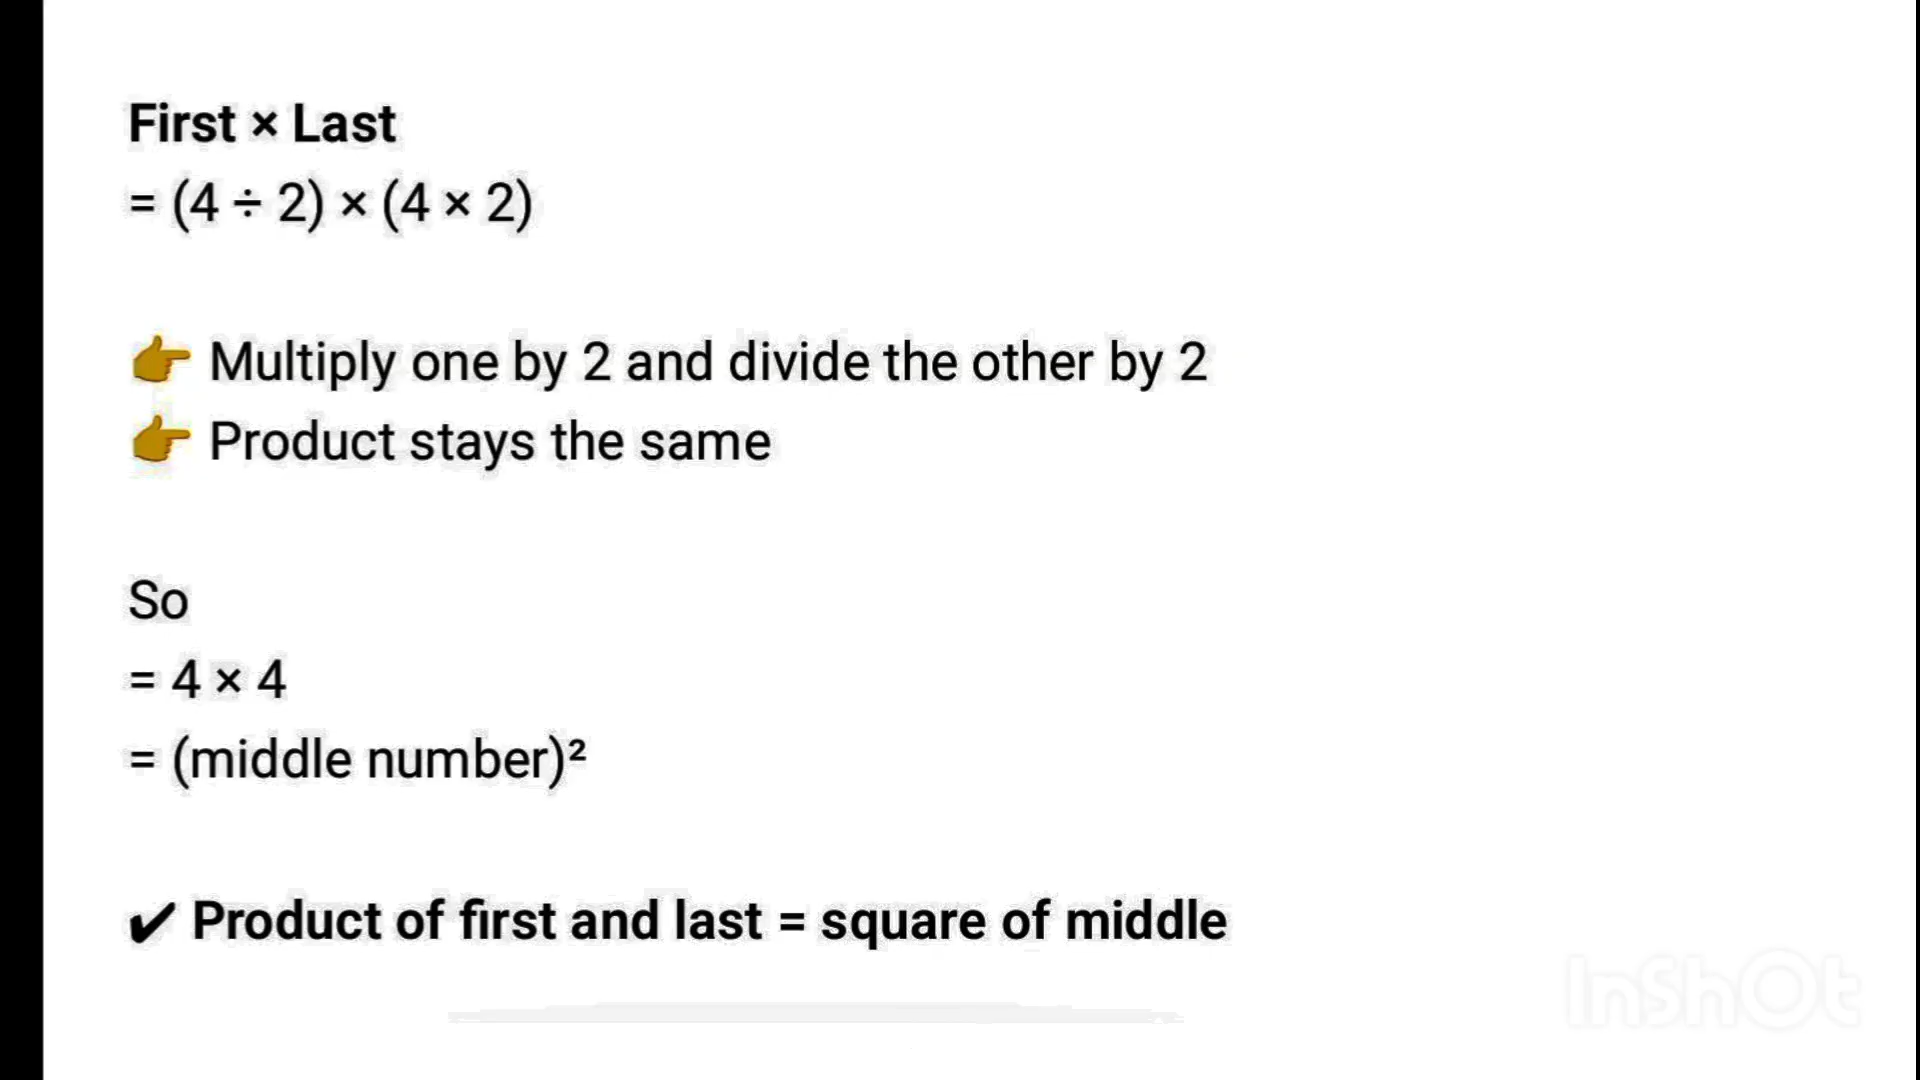 First × Last
= (4 ÷ 2) × (4 × 2)
👉 Multiply one by 2 and divide the other by 2
👉 Product stays the same
So
= 4 × 4
= (middle number)²
✔ Product of first and last = square of middle
InShOt